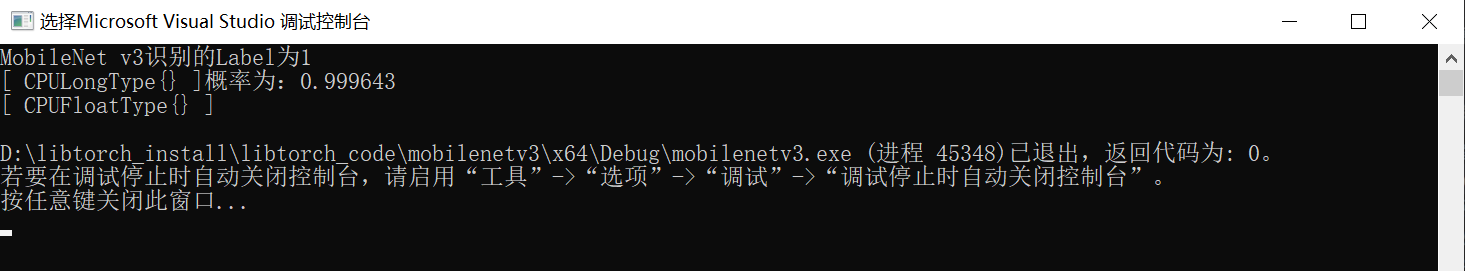 选择Microsoft Visual Studio 调试控制台
MobileNet v3识别的Label为1
[ CPULongType{} ]概率为：0.999643
[ CPUFloatType{} ]
D:\libtorch_install\libtorch_code\mobilenetv3\x64\Debug\mobilenetv3.exe (进程 45348)已退出，返回代码为: 0。
若要在调试停止时自动关闭控制台，请启用“工具”->“选项”->“调试”->“调试停止时自动关闭控制台”。
按任意键关闭此窗口...